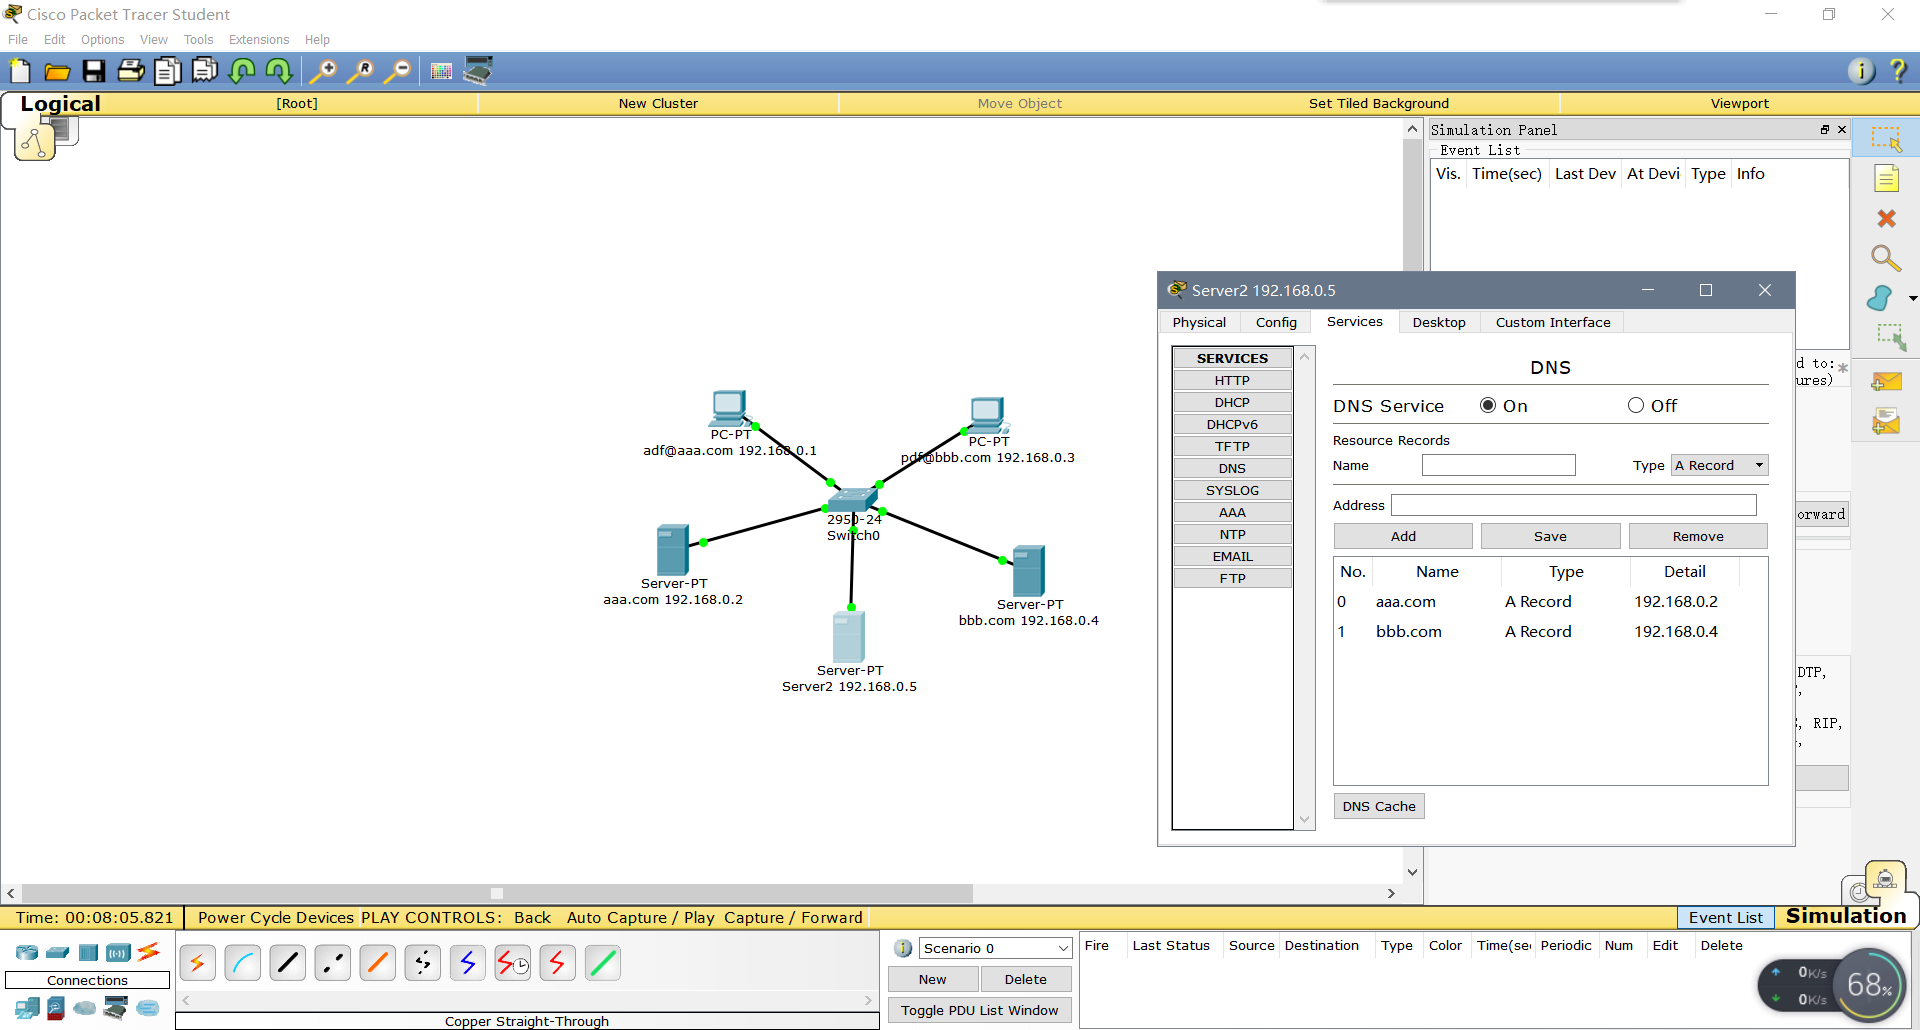 Cisco Packet Tracer Student
File Edit Options View Tools Extensions Help
Logical [Root] New Cluster Move Object Set Tiled Background Viewport
Simulation Panel
Event List
Vis. Time(sec) Last Dev At Devi Type Info
PC-PT
adf@aaa.com 192.168.0.1
PC-PT
pdf@bbb.com 192.168.0.3
2950-24
Switch0
Server-PT
aaa.com 192.168.0.2
Server-PT
bbb.com 192.168.0.4
Server-PT
Server2 192.168.0.5
Server2 192.168.0.5
Physical Config Services Desktop Custom Interface
SERVICES
HTTP
DHCP
DHCPv6
TFTP
DNS
SYSLOG
AAA
NTP
EMAIL
FTP
DNS
DNS Service On Off
Resource Records
Name Type A Record
Address
Add Save Remove
No. Name Type Detail
0 aaa.com A Record 192.168.0.2
1 bbb.com A Record 192.168.0.4
DNS Cache
d to:
ures)
orward
DTP,
, RIP,
Time: 00:08:05.821 Power Cycle Devices PLAY CONTROLS: Back Auto Capture / Play Capture / Forward Event List Simulation
Connections
Copper Straight-Through
Scenario 0
New Delete
Toggle PDU List Window
Fire Last Status Source Destination Type Color Time(sec Periodic Num Edit Delete
0K/s
0K/s
68%